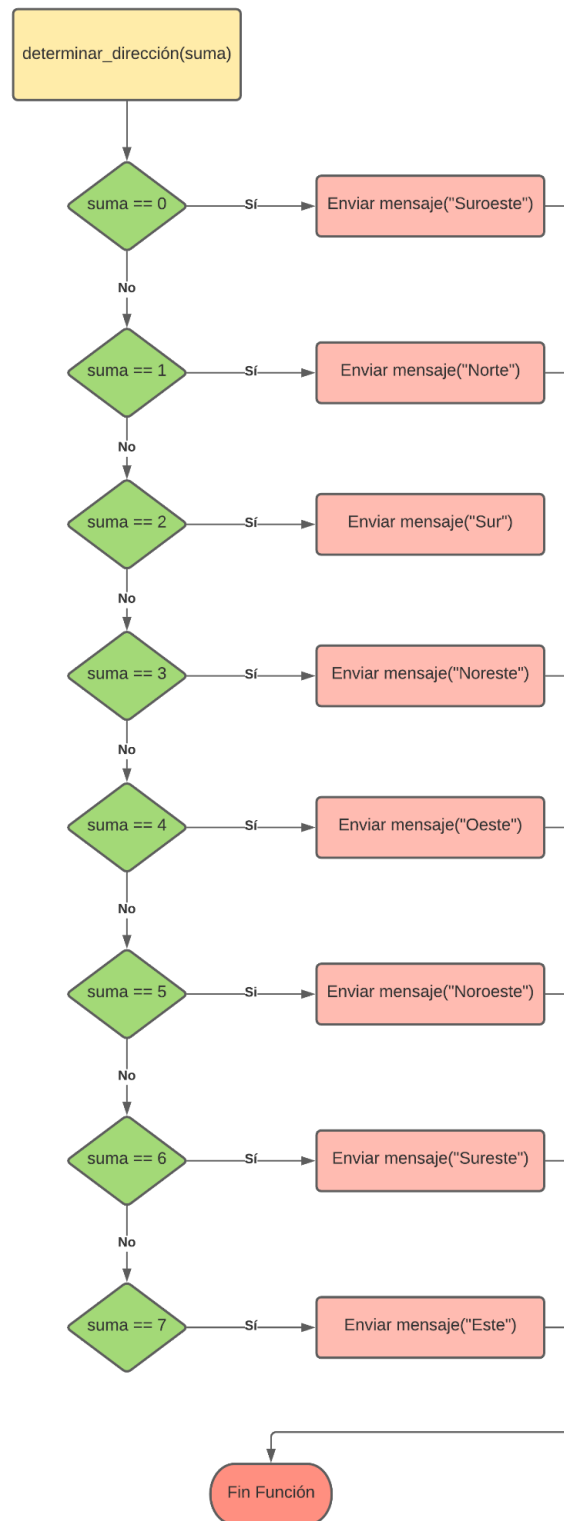 determinar_dirección(suma)
suma == 0
Sí
Enviar mensaje("Suroeste")
No
suma == 1
Sí
Enviar mensaje("Norte")
No
suma == 2
Sí
Enviar mensaje("Sur")
No
suma == 3
Sí
Enviar mensaje("Noreste")
No
suma == 4
Sí
Enviar mensaje("Oeste")
No
suma == 5
Si
Enviar mensaje("Noroeste")
No
suma == 6
Sí
Enviar mensaje("Sureste")
No
suma == 7
Sí
Enviar mensaje("Este")
Fin Función